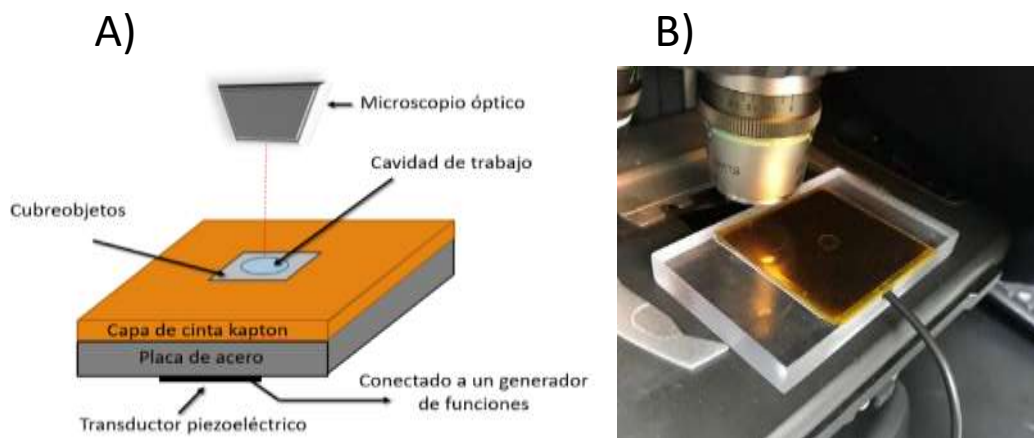 A)
B)
Microscopio óptico
Cavidad de trabajo
Cubreobjetos
Capa de cinta kapton
Placa de acero
Conectado a un generador
de funciones
Transductor piezoeléctrico